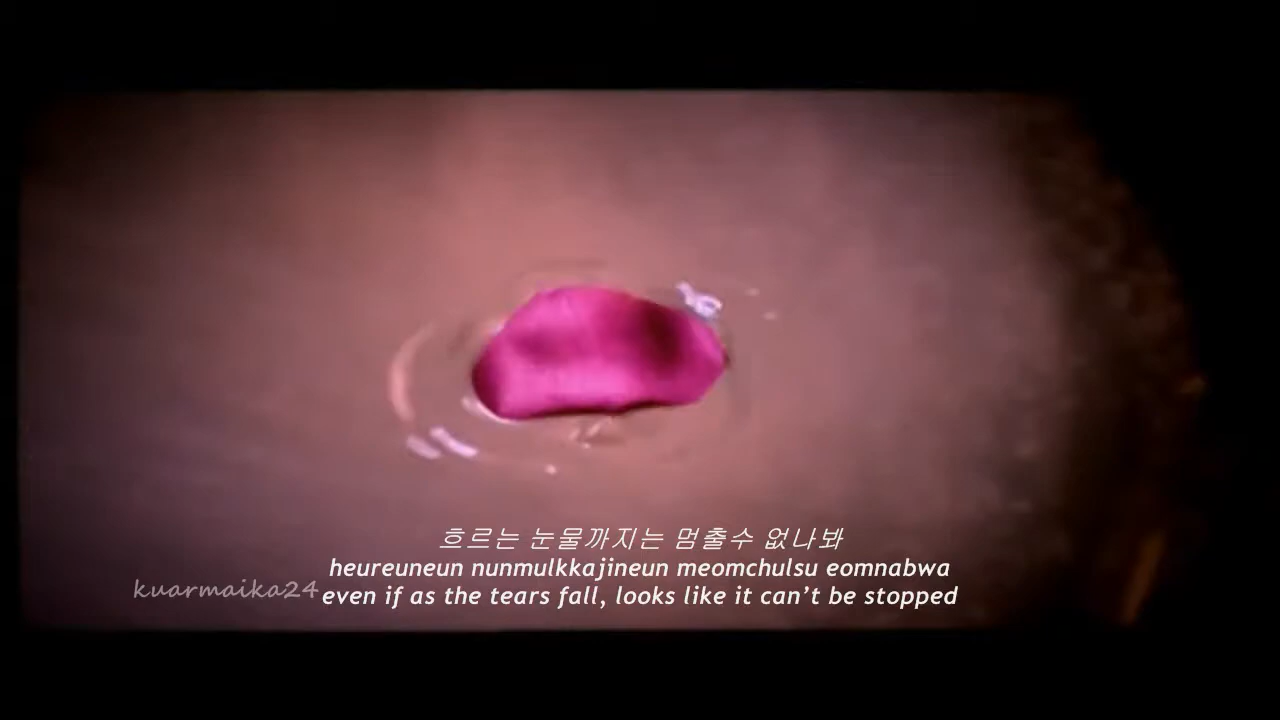 흐르는 눈물까지는 멈출수 없나봐
heureuneun nunmulkkajineun meomchulsu eomnabwa
kuarmaika24
even if as the tears fall, looks like it can't be stopped